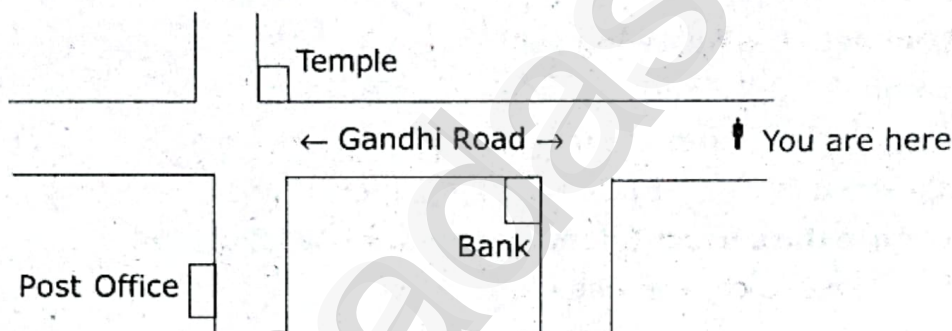 Temple
← Gandhi Road →
You are here
Bank
Post Office